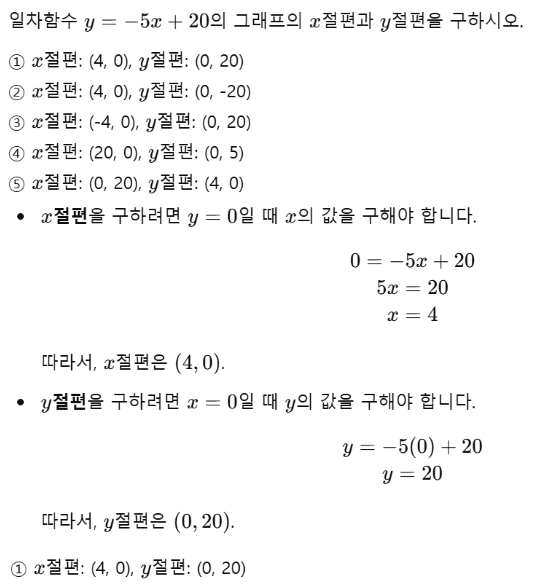 일차함수 y = −5x + 20의 그래프의 x절편과 y절편을 구하시오.
① x절편: (4, 0), y절편: (0, 20)
② x절편: (4, 0), y절편: (0, -20)
③ x절편: (-4, 0), y절편: (0, 20)
④ x절편: (20, 0), y절편: (0, 5)
⑤ x절편: (0, 20), y절편: (4, 0)
• x절편을 구하려면 y = 0일 때 x의 값을 구해야 합니다.
0 = −5x + 20
5x = 20
x = 4
따라서, x절편은 (4, 0).
• y절편을 구하려면 x = 0일 때 y의 값을 구해야 합니다.
y = −5(0) + 20
y = 20
따라서, y절편은 (0, 20).
① x절편: (4, 0), y절편: (0, 20)